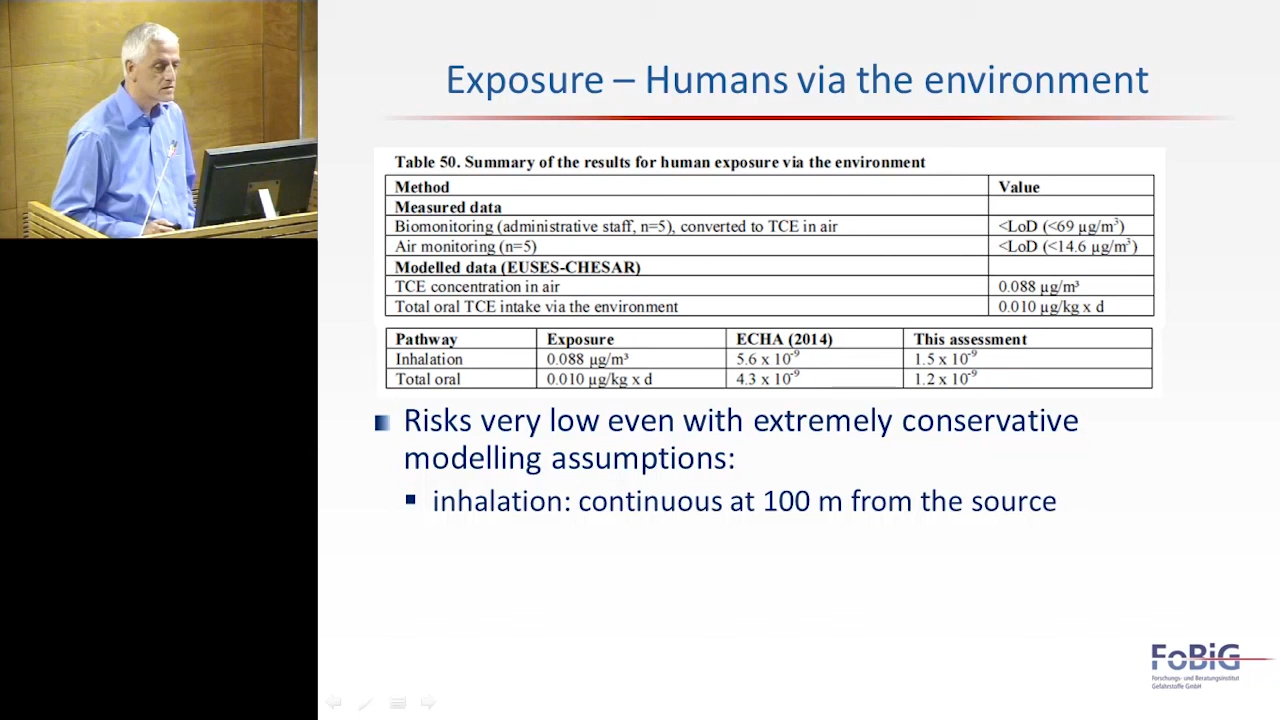 Exposure – Humans via the environment
Table 50. Summary of the results for human exposure via the environment
Method Value
Measured data
Biomonitoring (administrative staff, n=5), converted to TCE in air <LoD (<69 µg/m³)
Air monitoring (n=5) <LoD (<14.6 µg/m³)
Modelled data (EUSES-CHESAR)
TCE concentration in air 0.088 µg/m³
Total oral TCE intake via the environment 0.010 µg/kg x d
Pathway Exposure ECHA (2014) This assessment
Inhalation 0.088 µg/m³ 5.6 x 10⁻⁹ 1.5 x 10⁻⁹
Total oral 0.010 µg/kg x d 4.3 x 10⁻⁹ 1.2 x 10⁻⁹
Risks very low even with extremely conservative
modelling assumptions:
inhalation: continuous at 100 m from the source
FoBiG
Forschungs- und Beratungsinstitut
Gefahrstoffe GmbH